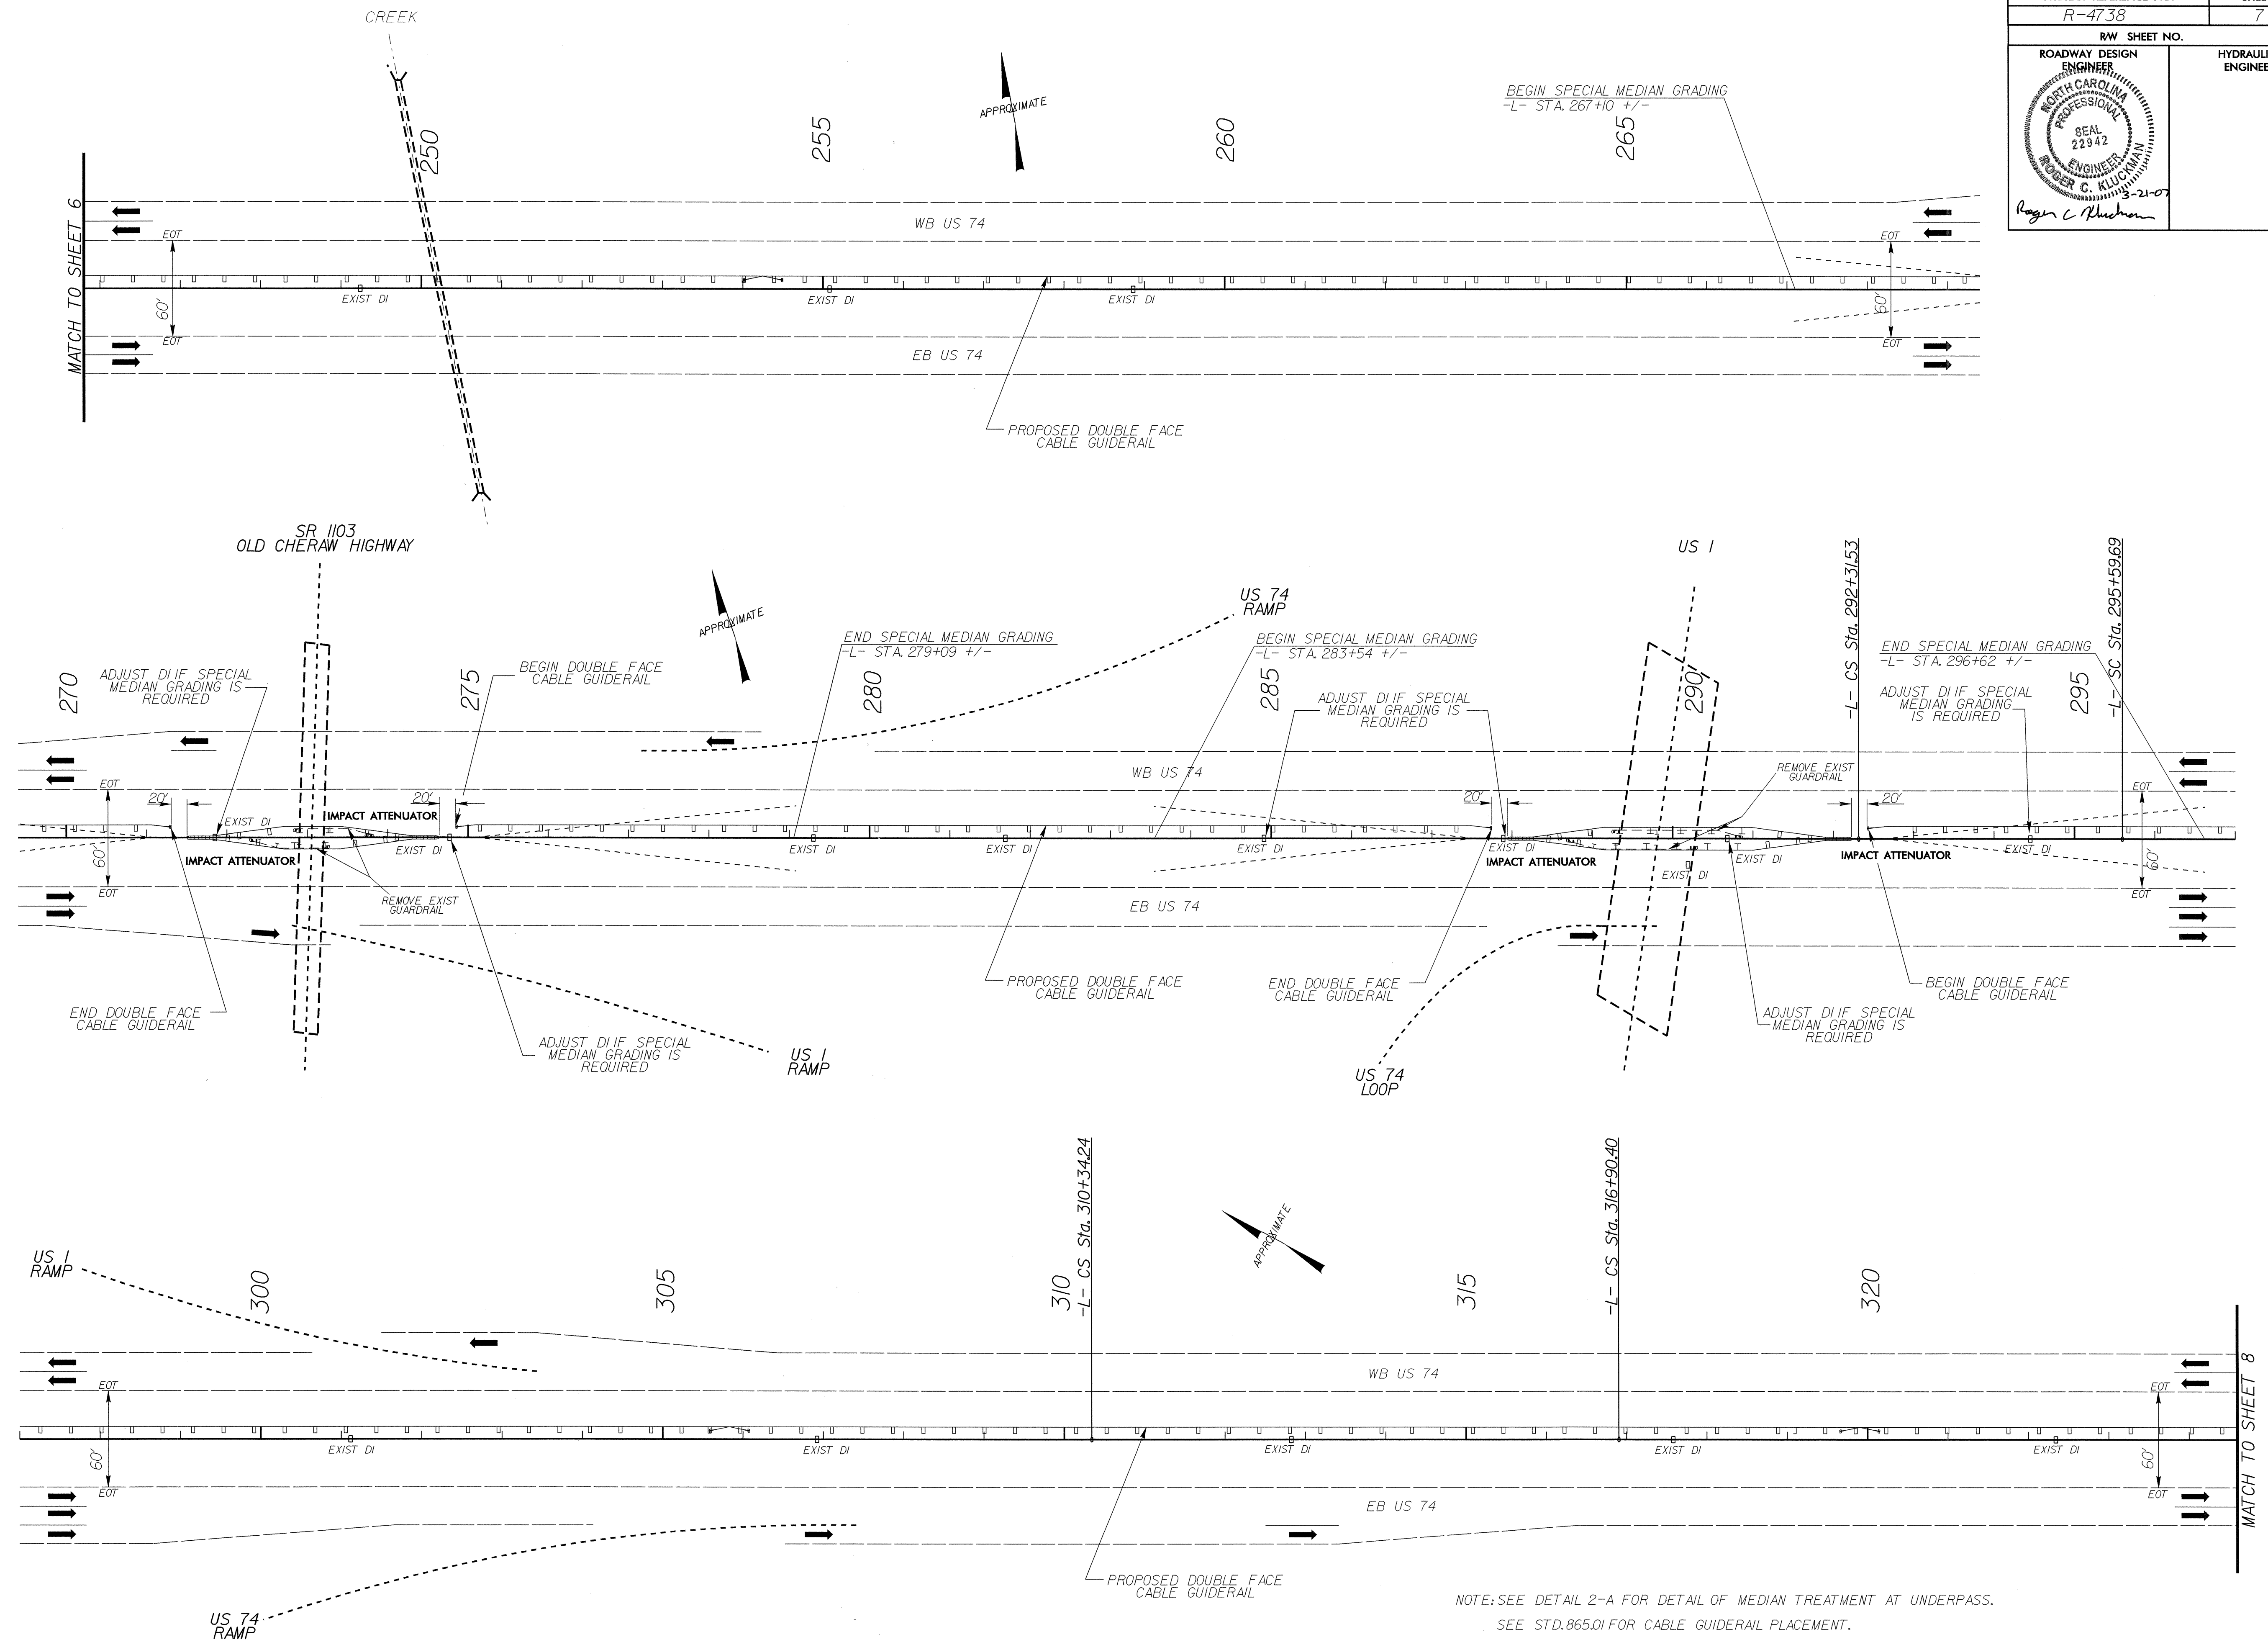 R-4738
7
R/W SHEET NO.
ROADWAY DESIGN
ENGINEER
NORTH CAROLINA
PROFESSIONAL
SEAL
22942
ENGINEER
ROGER C. KLUCKMAN
3-21-07
CREEK
APPROXIMATE
BEGIN SPECIAL MEDIAN GRADING
-L- STA. 267+10 +/-
250
255
260
265
MATCH TO SHEET 6
WB US 74
EOT
EOT
60'
60'
EXIST DI
EXIST DI
EXIST DI
EOT
EOT
EB US 74
PROPOSED DOUBLE FACE
CABLE GUIDERAIL
SR 1103
OLD CHERAW HIGHWAY
US 1
-L- CS Sta. 292+31.53
-L- SC Sta. 295+59.69
APPROXIMATE
US 74
RAMP
END SPECIAL MEDIAN GRADING
-L- STA. 279+09 +/-
BEGIN SPECIAL MEDIAN GRADING
-L- STA. 283+54 +/-
END SPECIAL MEDIAN GRADING
-L- STA. 296+62 +/-
270
275
280
285
290
295
ADJUST DI IF SPECIAL
MEDIAN GRADING IS
REQUIRED
BEGIN DOUBLE FACE
CABLE GUIDERAIL
ADJUST DI IF SPECIAL
MEDIAN GRADING IS
REQUIRED
ADJUST DI IF SPECIAL
MEDIAN GRADING
IS REQUIRED
WB US 74
REMOVE EXIST
GUARDRAIL
EOT
EOT
20'
20'
20'
20'
EXIST DI
IMPACT ATTENUATOR
EXIST DI
IMPACT ATTENUATOR
EXIST DI
EXIST DI
EXIST DI
EXIST DI
IMPACT ATTENUATOR
EXIST DI
EXIST DI
IMPACT ATTENUATOR
EXIST DI
60'
60'
EOT
EOT
REMOVE EXIST
GUARDRAIL
EB US 74
END DOUBLE FACE
CABLE GUIDERAIL
ADJUST DI IF SPECIAL
MEDIAN GRADING IS
REQUIRED
US 1
RAMP
PROPOSED DOUBLE FACE
CABLE GUIDERAIL
END DOUBLE FACE
CABLE GUIDERAIL
US 74
LOOP
ADJUST DI IF SPECIAL
MEDIAN GRADING IS
REQUIRED
BEGIN DOUBLE FACE
CABLE GUIDERAIL
US 1
RAMP
-L- CS Sta. 310+34.24
-L- CS Sta. 316+90.40
APPROXIMATE
300
305
310
315
320
WB US 74
EOT
EOT
60'
60'
EXIST DI
EXIST DI
EXIST DI
EXIST DI
EXIST DI
EOT
EOT
EB US 74
MATCH TO SHEET 8
PROPOSED DOUBLE FACE
CABLE GUIDERAIL
US 74
RAMP
NOTE: SEE DETAIL 2-A FOR DETAIL OF MEDIAN TREATMENT AT UNDERPASS.
SEE STD. 865.01 FOR CABLE GUIDERAIL PLACEMENT.